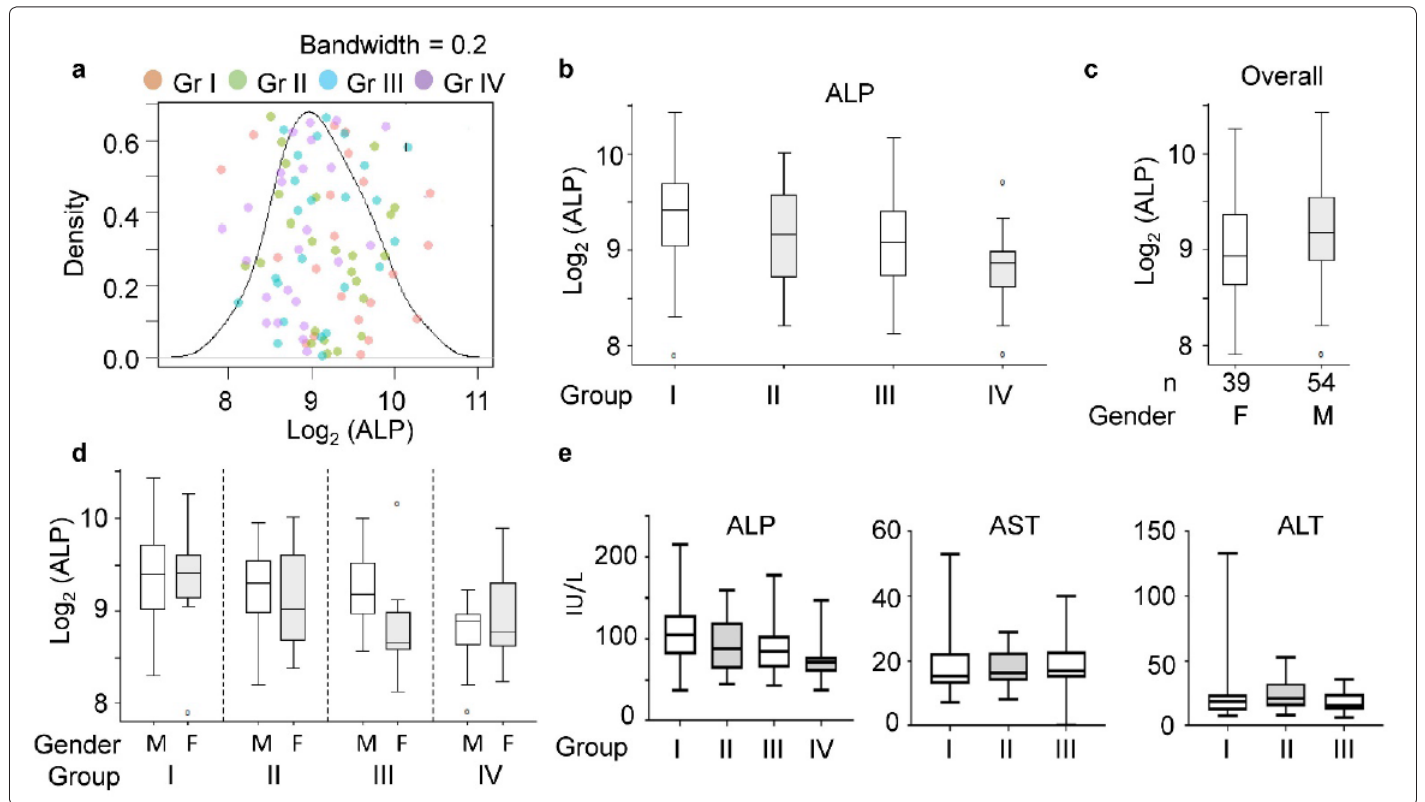 Bandwidth = 0.2
a
Gr I Gr II Gr III Gr IV
0.6
0.4
0.2
0.0
Density
8 9 10 11
Log2 (ALP)
b
ALP
10
9
8
Log2 (ALP)
Group I II III IV
c
Overall
10
9
8
Log2 (ALP)
n 39 54
Gender F M
d
10
9
8
Log2 (ALP)
Gender M F M F M F M F
Group I II III IV
e
ALP
200
100
0
IU/L
Group I II III IV
AST
60
40
20
0
I II III
ALT
150
100
50
0
I II III